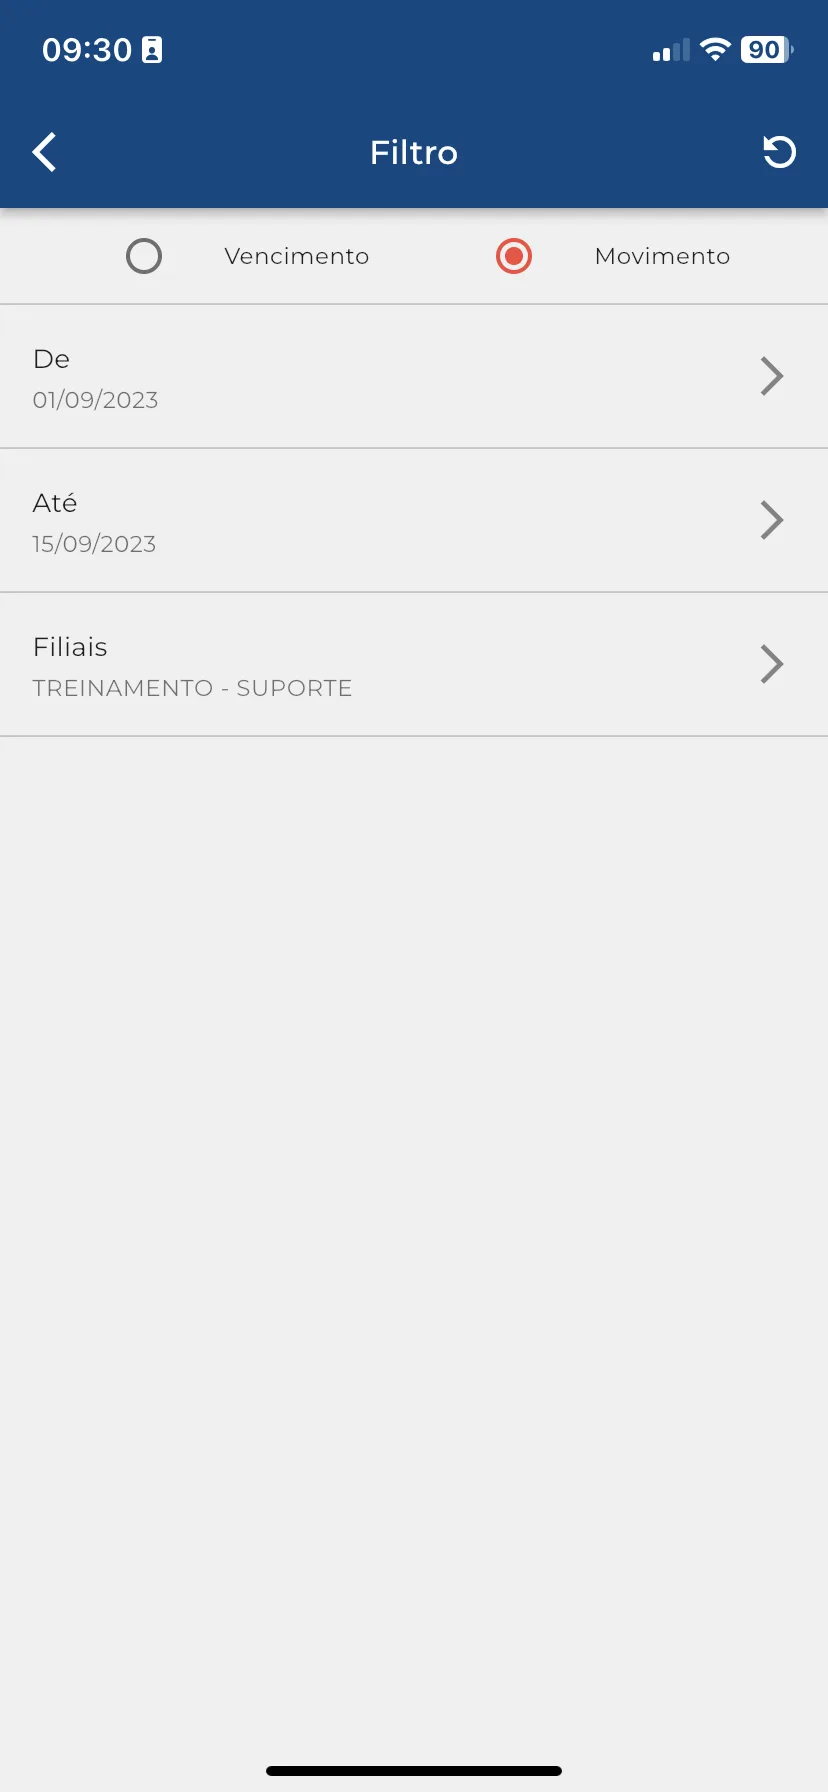 09:30
90
Filtro
Vencimento Movimento
De
01/09/2023
Até
15/09/2023
Filiais
TREINAMENTO - SUPORTE